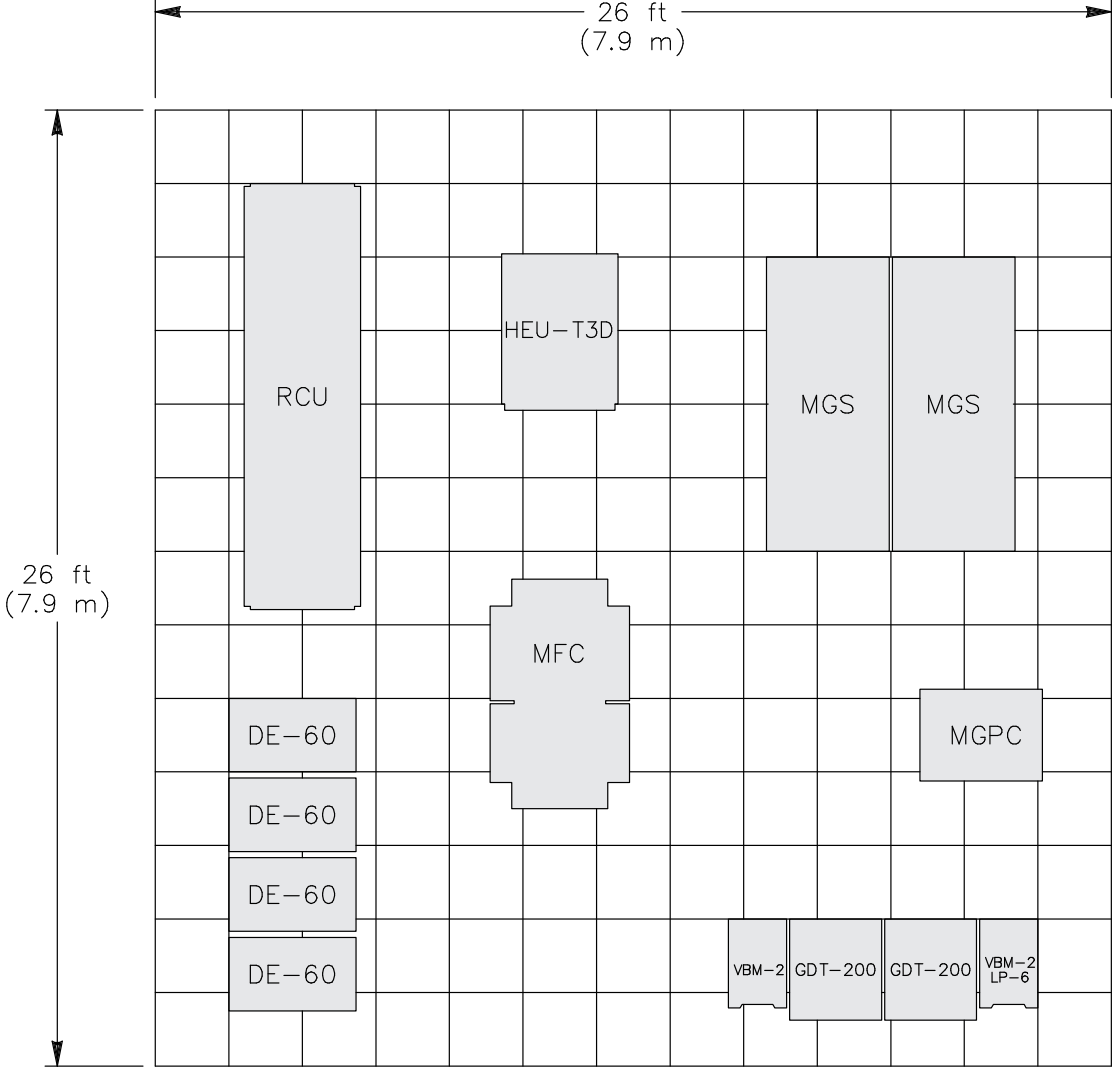 26 ft
(7.9 m)
HEU-T3D
RCU
MGS
MGS
26 ft
(7.9 m)
MFC
DE-60
MGPC
DE-60
DE-60
DE-60
VBM-2
GDT-200
GDT-200
VBM-2
LP-6